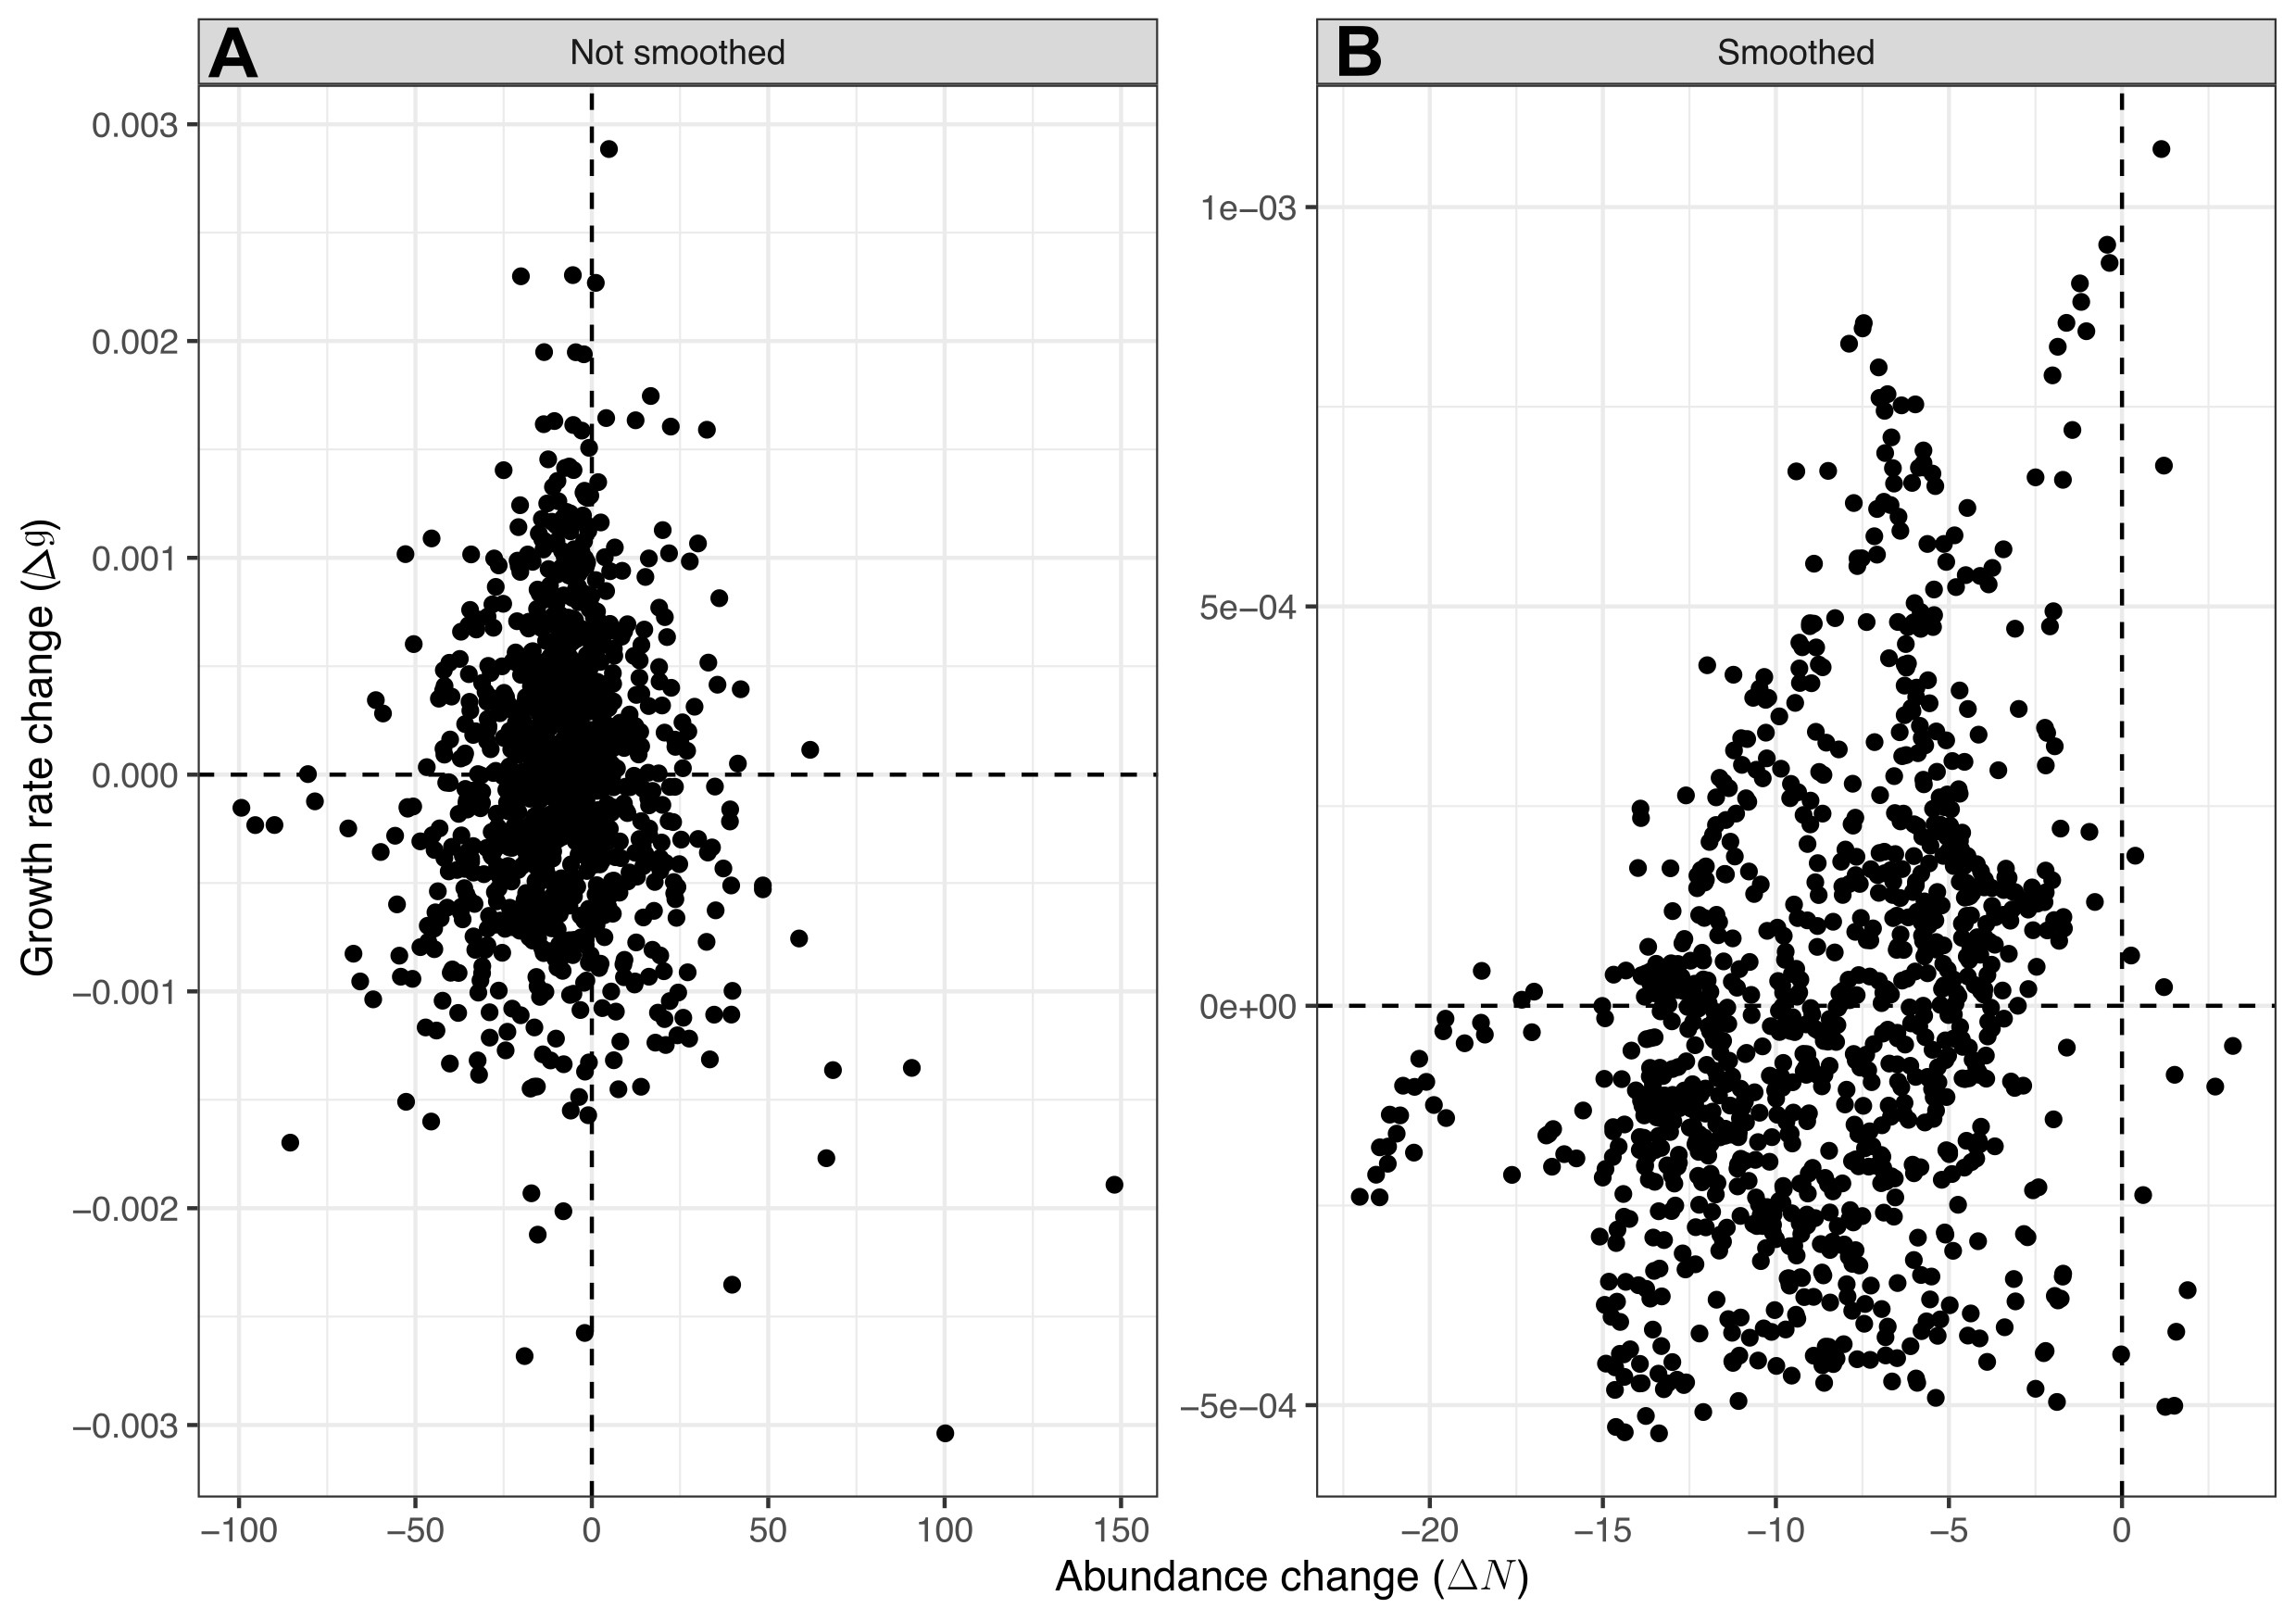 A Not smoothed
B Smoothed
Growth rate change (Δg)
0.003
0.002
0.001
0.000
−0.001
−0.002
−0.003
−100 −50 0 50 100 150
1e−03
5e−04
0e+00
−5e−04
−20 −15 −10 −5 0
Abundance change (ΔN)